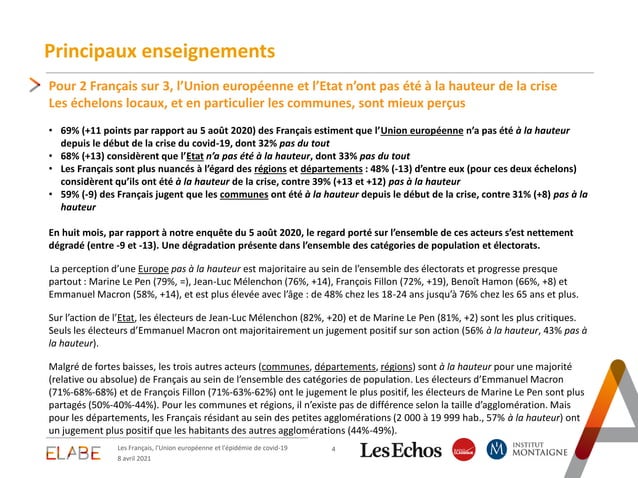 Principaux enseignements
Pour 2 Français sur 3, l'Union européenne et l'Etat n'ont pas été à la hauteur de la crise
Les échelons locaux, et en particulier les communes, sont mieux perçus
• 69% (+11 points par rapport au 5 août 2020) des Français estiment que l'Union européenne n'a pas été à la hauteur
depuis le début de la crise du covid-19, dont 32% pas du tout
• 68% (+13) considèrent que l'Etat n'a pas été à la hauteur, dont 33% pas du tout
• Les Français sont plus nuancés à l'égard des régions et départements : 48% (-13) d'entre eux (pour ces deux échelons)
considèrent qu'ils ont été à la hauteur de la crise, contre 39% (+13 et +12) pas à la hauteur
• 59% (-9) des Français jugent que les communes ont été à la hauteur depuis le début de la crise, contre 31% (+8) pas à la
hauteur
En huit mois, par rapport à notre enquête du 5 août 2020, le regard porté sur l'ensemble de ces acteurs s'est nettement
dégradé (entre -9 et -13). Une dégradation présente dans l'ensemble des catégories de population et électorats.
La perception d'une Europe pas à la hauteur est majoritaire au sein de l'ensemble des électorats et progresse presque
partout : Marine Le Pen (79%, =), Jean-Luc Mélenchon (76%, +14), François Fillon (72%, +19), Benoît Hamon (66%, +8) et
Emmanuel Macron (58%, +14), et est plus élevée avec l'âge : de 48% chez les 18-24 ans jusqu'à 76% chez les 65 ans et plus.
Sur l'action de l'Etat, les électeurs de Jean-Luc Mélenchon (82%, +20) et de Marine Le Pen (81%, +2) sont les plus critiques.
Seuls les électeurs d'Emmanuel Macron ont majoritairement un jugement positif sur son action (56% à la hauteur, 43% pas à
la hauteur).
Malgré de fortes baisses, les trois autres acteurs (communes, départements, régions) sont à la hauteur pour une majorité
(relative ou absolue) de Français au sein de l'ensemble des catégories de population. Les électeurs d'Emmanuel Macron
(71%-68%-68%) et de François Fillon (71%-63%-62%) ont le jugement le plus positif, les électeurs de Marine Le Pen sont plus
partagés (50%-40%-44%). Pour les communes et régions, il n'existe pas de différence selon la taille d'agglomération. Mais
pour les départements, les Français résidant au sein des petites agglomérations (2 000 à 19 999 hab., 57% à la hauteur) ont
un jugement plus positif que les habitants des autres agglomérations (44%-49%).
ELABE
Les Français, l'Union européenne et l'épidémie de covid-19
8 avril 2021
4
Les Echos
RADIO
CLASSIQUE
INSTITUT
MONTAIGNE